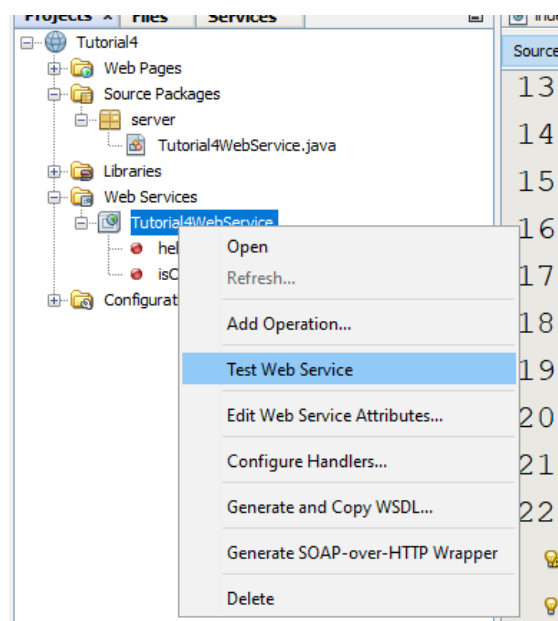 Projects × Files Services
Tutorial4
Source
Web Pages
13
Source Packages
server
14
Tutorial4WebService.java
Libraries
15
Web Services
Tutorial4WebService
16
Open
Refresh...
17
Configurat
Add Operation...
18
Test Web Service
19
Edit Web Service Attributes...
20
Configure Handlers...
21
Generate and Copy WSDL...
22
Generate SOAP-over-HTTP Wrapper
Delete